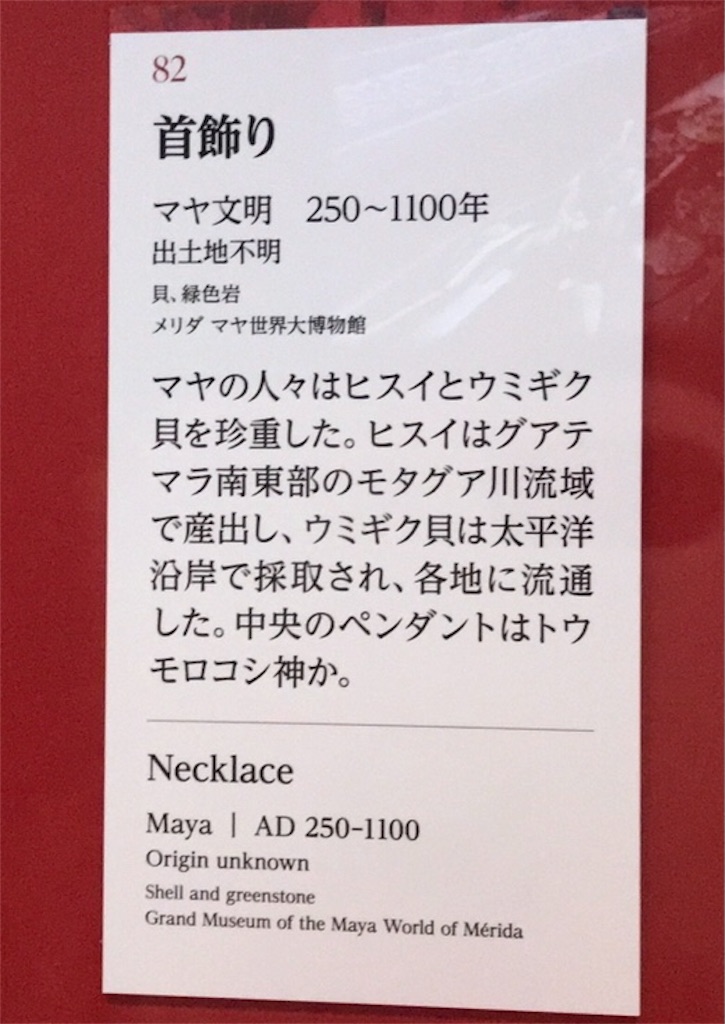 82
首飾り
マヤ文明　250～1100年
出土地不明
貝、緑色岩
メリダ マヤ世界大博物館
マヤの人々はヒスイとウミギク
貝を珍重した。ヒスイはグアテ
マラ南東部のモタグア川流域
で産出し、ウミギク貝は太平洋
沿岸で採取され、各地に流通
した。中央のペンダントはトウ
モロコシ神か。
Necklace
Maya | AD 250-1100
Origin unknown
Shell and greenstone
Grand Museum of the Maya World of Mérida